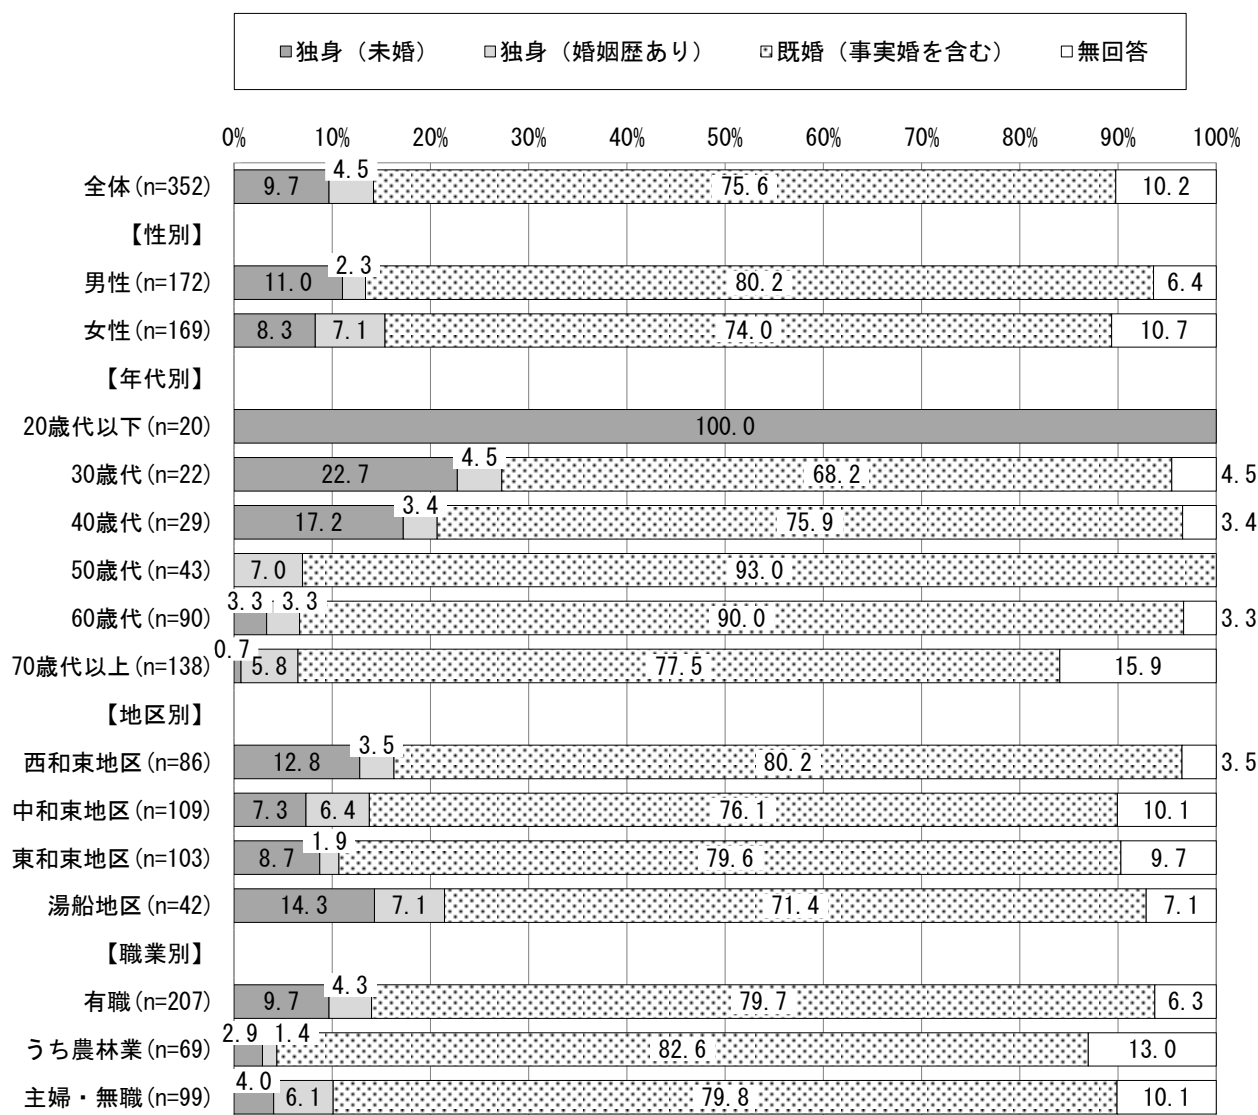 ■独身（未婚） □独身（婚姻歴あり） 既婚（事実婚を含む） □無回答
0% 10% 20% 30% 40% 50% 60% 70% 80% 90% 100%
全体(n=352) 9.7 4.5 75.6 10.2
【性別】
男性(n=172) 11.0 2.3 80.2 6.4
女性(n=169) 8.3 7.1 74.0 10.7
【年代別】
20歳代以下(n=20) 100.0
30歳代(n=22) 22.7 4.5 68.2 4.5
40歳代(n=29) 17.2 3.4 75.9 3.4
50歳代(n=43) 7.0 93.0
60歳代(n=90) 3.3 3.3 90.0 3.3
70歳代以上(n=138) 0.7 5.8 77.5 15.9
【地区別】
西和束地区(n=86) 12.8 3.5 80.2 3.5
中和束地区(n=109) 7.3 6.4 76.1 10.1
東和束地区(n=103) 8.7 1.9 79.6 9.7
湯船地区(n=42) 14.3 7.1 71.4 7.1
【職業別】
有職(n=207) 9.7 4.3 79.7 6.3
うち農林業(n=69) 2.9 1.4 82.6 13.0
主婦・無職(n=99) 4.0 6.1 79.8 10.1